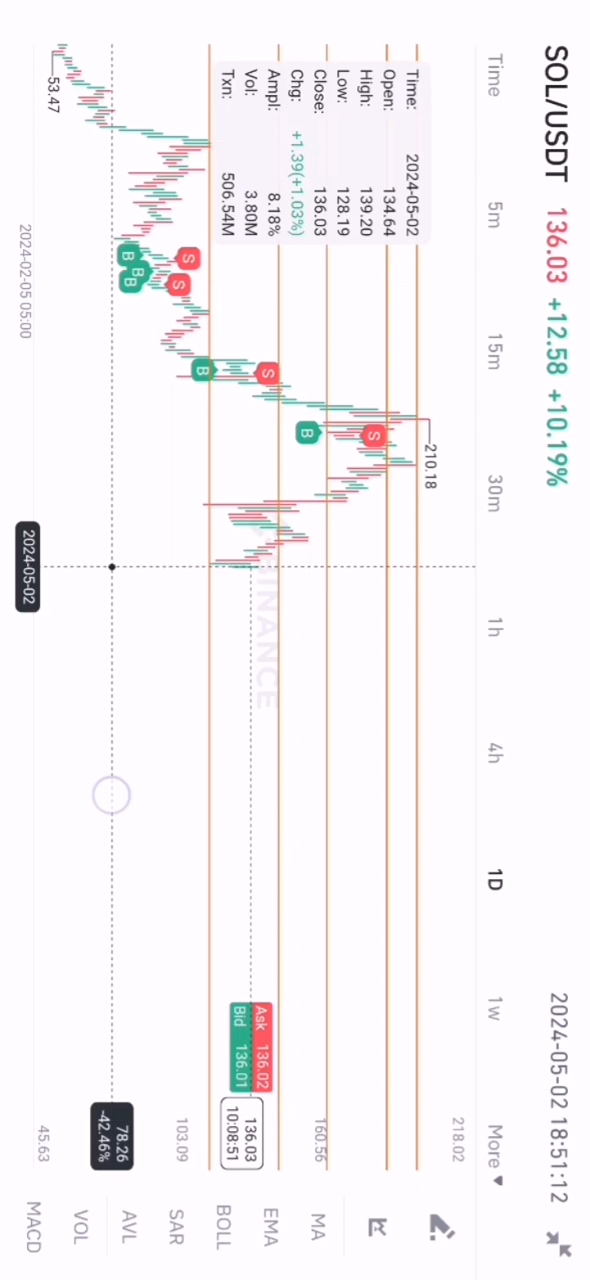 SOL/USDT 136.03 +12.58 +10.19% 2024-05-02 18:51:12
Time 5m 15m 30m 1h 4h 1D 1w More
Time: 2024-05-02
Open: 134.64
High: 139.20
Low: 128.19
Close: 136.03
Chg: +1.39(+1.03%)
Ampl: 8.18%
Vol: 3.80M
Txn: 506.54M
210.18
218.02
S
B
160.56
BINANCE
S
Ask 136.02
Bid 136.01
136.03
10:08:51
B
S
S
103.09
B
B
B
78.26
-42.46%
53.47
45.63
2024-02-05 05:00
2024-05-02
MA
EMA
BOLL
SAR
AVL
VOL
MACD